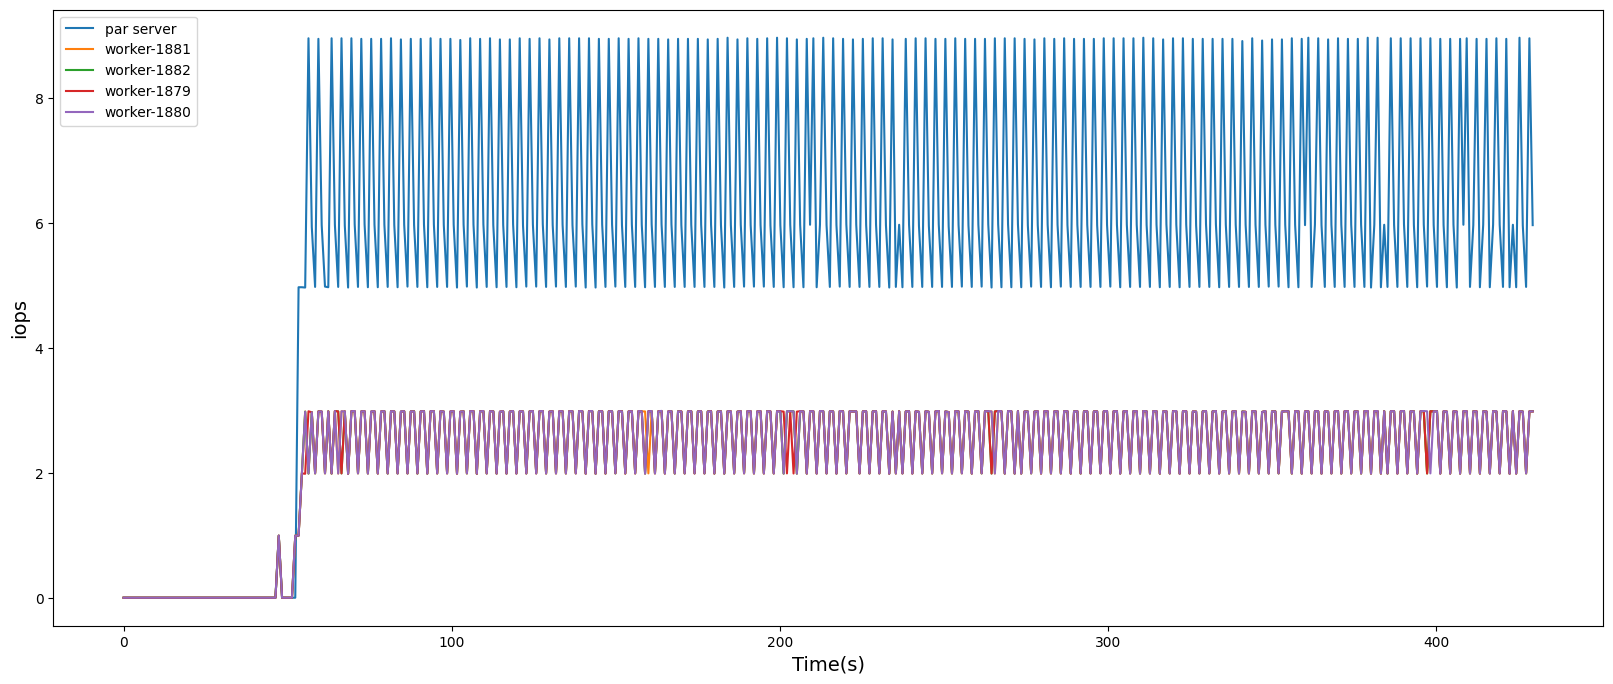 par server
worker-1881
worker-1882
worker-1879
worker-1880
8
6
4
2
0
iops
0 100 200 300 400
Time(s)